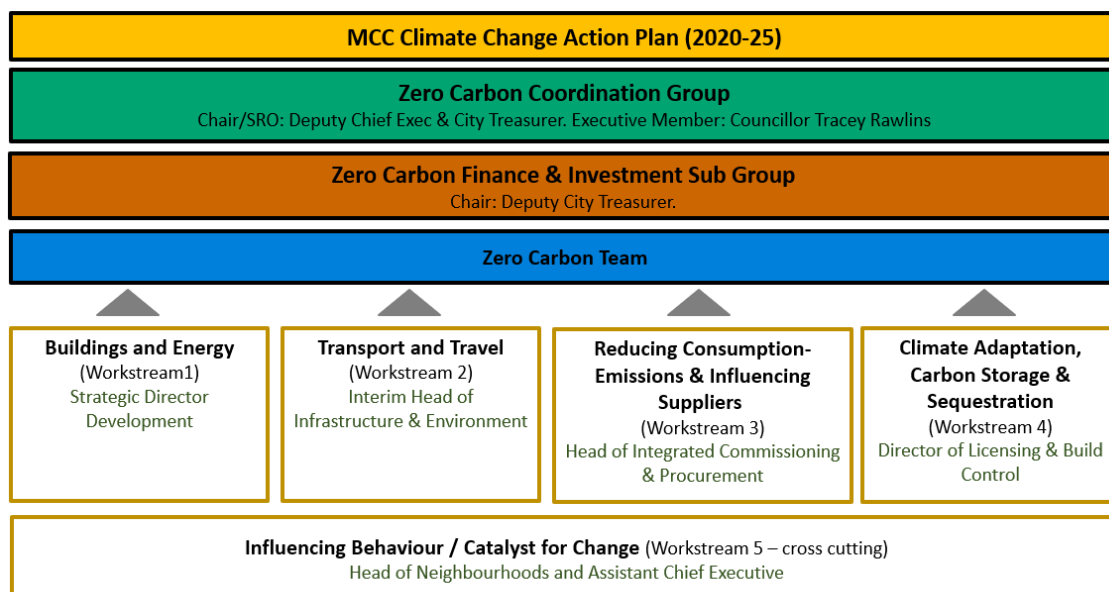 MCC Climate Change Action Plan (2020-25)
Zero Carbon Coordination Group
Chair/SRO: Deputy Chief Exec & City Treasurer. Executive Member: Councillor Tracey Rawlins
Zero Carbon Finance & Investment Sub Group
Chair: Deputy City Treasurer.
Zero Carbon Team
Buildings and Energy
(Workstream1)
Strategic Director
Development
Transport and Travel
(Workstream 2)
Interim Head of
Infrastructure & Environment
Reducing Consumption-
Emissions & Influencing
Suppliers
(Workstream 3)
Head of Integrated Commissioning
& Procurement
Climate Adaptation,
Carbon Storage &
Sequestration
(Workstream 4)
Director of Licensing & Build
Control
Influencing Behaviour / Catalyst for Change (Workstream 5 – cross cutting)
Head of Neighbourhoods and Assistant Chief Executive